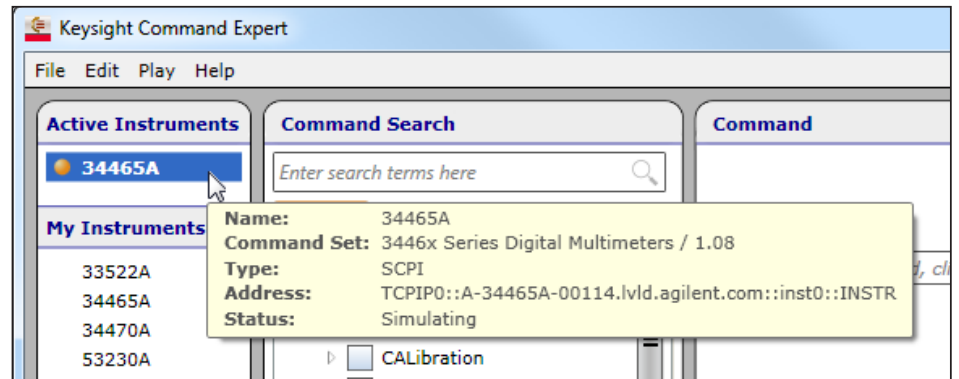 Keysight Command Expert
File Edit Play Help
Active Instruments
34465A
My Instruments
33522A
34465A
34470A
53230A
Command Search
Enter search terms here
Command
Name: 34465A
Command Set: 3446x Series Digital Multimeters / 1.08
Type: SCPI
Address: TCPIP0::A-34465A-00114.lvld.agilent.com::inst0::INSTR
Status: Simulating
CALibration